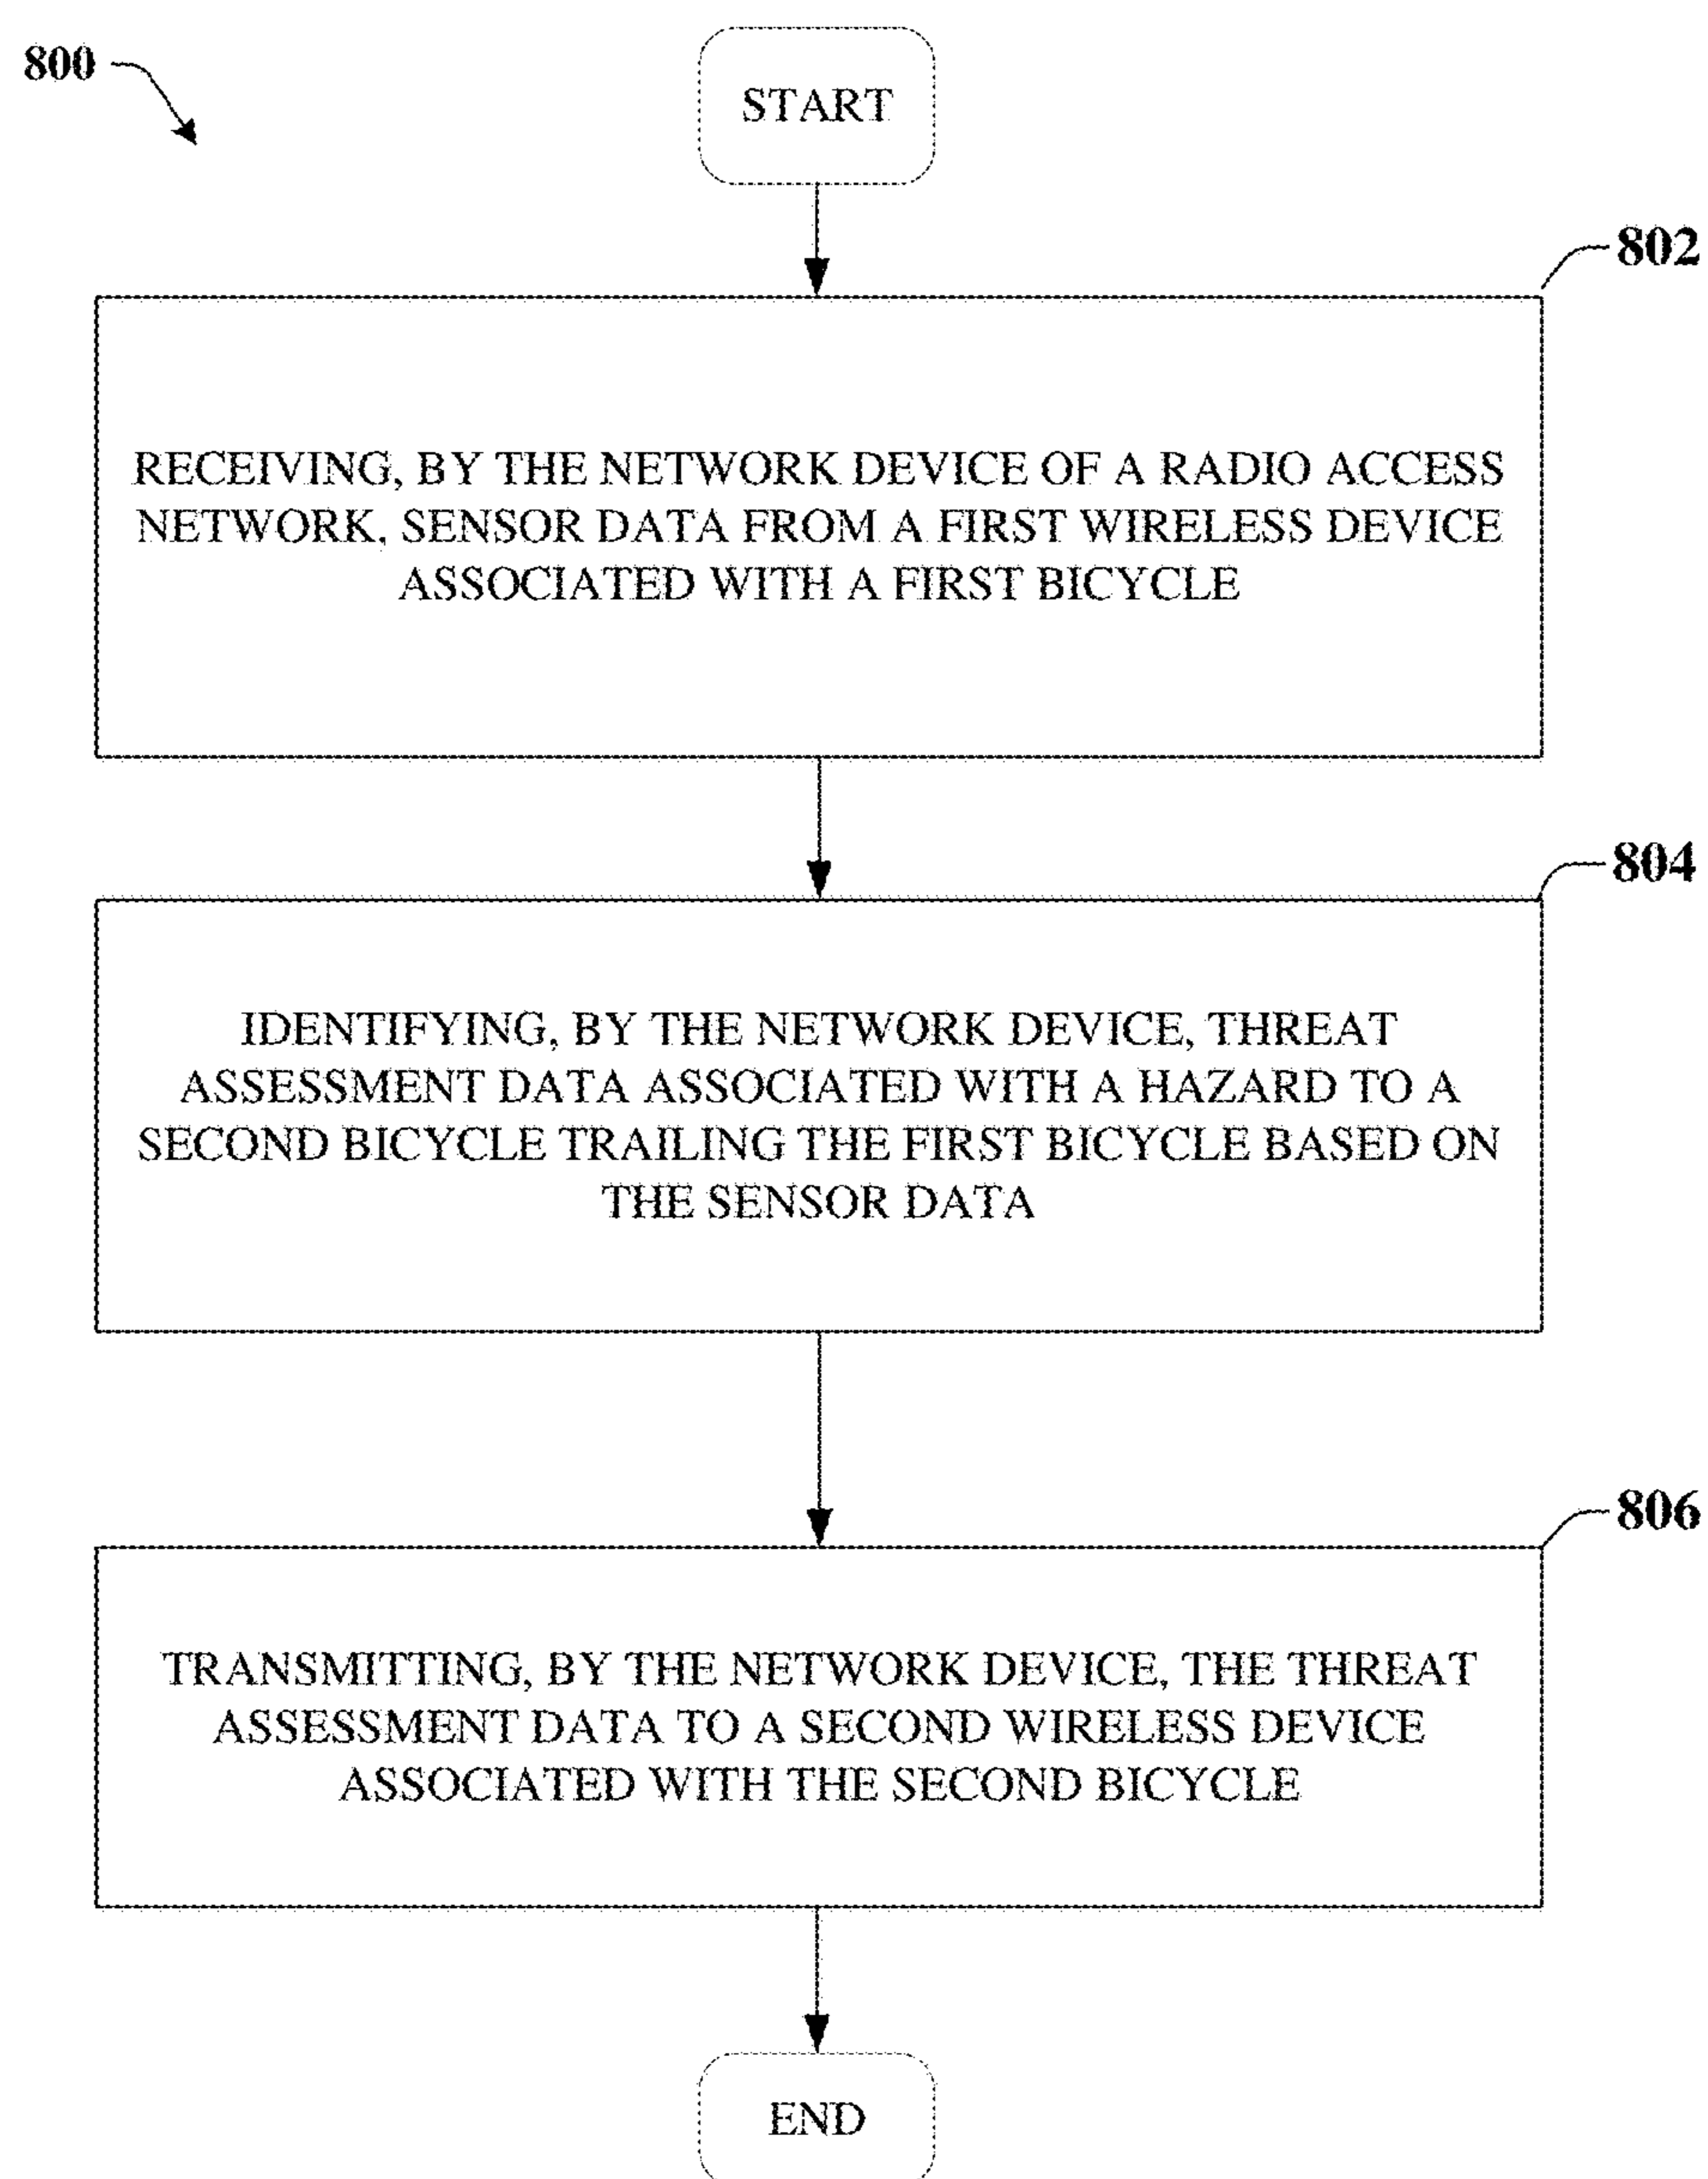 800
START
802
RECEIVING, BY THE NETWORK DEVICE OF A RADIO ACCESS
NETWORK, SENSOR DATA FROM A FIRST WIRELESS DEVICE
ASSOCIATED WITH A FIRST BICYCLE
804
IDENTIFYING, BY THE NETWORK DEVICE, THREAT
ASSESSMENT DATA ASSOCIATED WITH A HAZARD TO A
SECOND BICYCLE TRAILING THE FIRST BICYCLE BASED ON
THE SENSOR DATA
806
TRANSMITTING, BY THE NETWORK DEVICE, THE THREAT
ASSESSMENT DATA TO A SECOND WIRELESS DEVICE
ASSOCIATED WITH THE SECOND BICYCLE
END